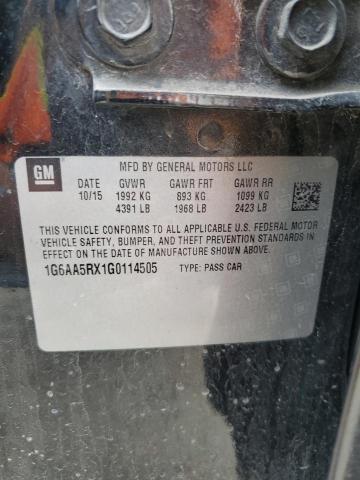 GM
MFD BY GENERAL MOTORS LLC
DATE GVWR GAWR FRT GAWR RR
10/15 1992 KG 893 KG 1099 KG
4391 LB 1968 LB 2423 LB
THIS VEHICLE CONFORMS TO ALL APPLICABLE U.S. FEDERAL MOTOR
VEHICLE SAFETY, BUMPER, AND THEFT PREVENTION STANDARDS
IN EFFECT ON THE DATE OF MANUFACTURE SHOWN ABOVE.
1G6AA5RX1G0114505 TYPE: PASS CAR